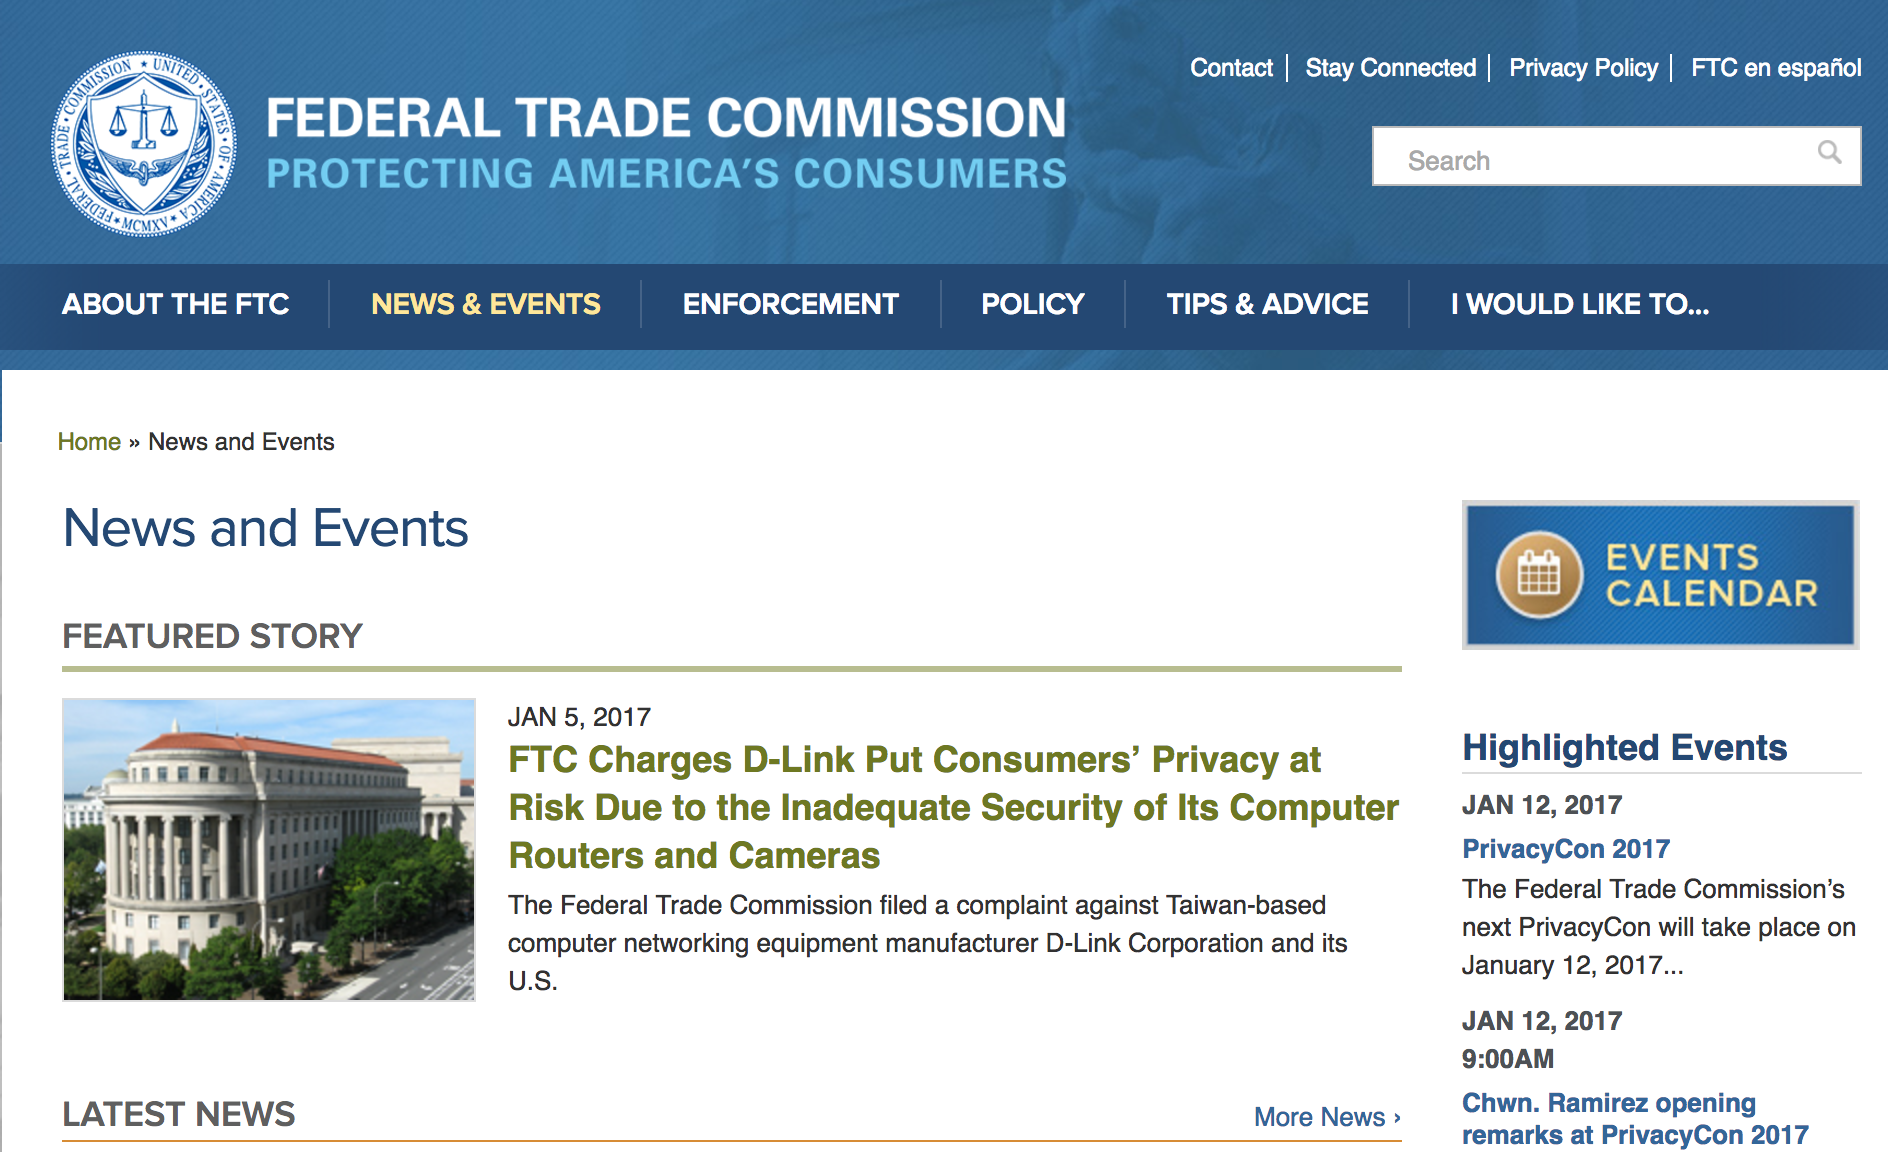 Contact
Stay Connected
Privacy Policy
FTC en español
FEDERAL TRADE COMMISSION · UNITED STATES OF AMERICA
MCMXV
FEDERAL TRADE COMMISSION
PROTECTING AMERICA'S CONSUMERS
Search
ABOUT THE FTC
NEWS & EVENTS
ENFORCEMENT
POLICY
TIPS & ADVICE
I WOULD LIKE TO...
Home » News and Events
News and Events
FEATURED STORY
JAN 5, 2017
FTC Charges D-Link Put Consumers’ Privacy at
Risk Due to the Inadequate Security of Its Computer
Routers and Cameras
The Federal Trade Commission filed a complaint against Taiwan-based
computer networking equipment manufacturer D-Link Corporation and its
U.S.
LATEST NEWS
More News ›
EVENTS
CALENDAR
Highlighted Events
JAN 12, 2017
PrivacyCon 2017
The Federal Trade Commission’s
next PrivacyCon will take place on
January 12, 2017...
JAN 12, 2017
9:00AM
Chwn. Ramirez opening
remarks at PrivacyCon 2017